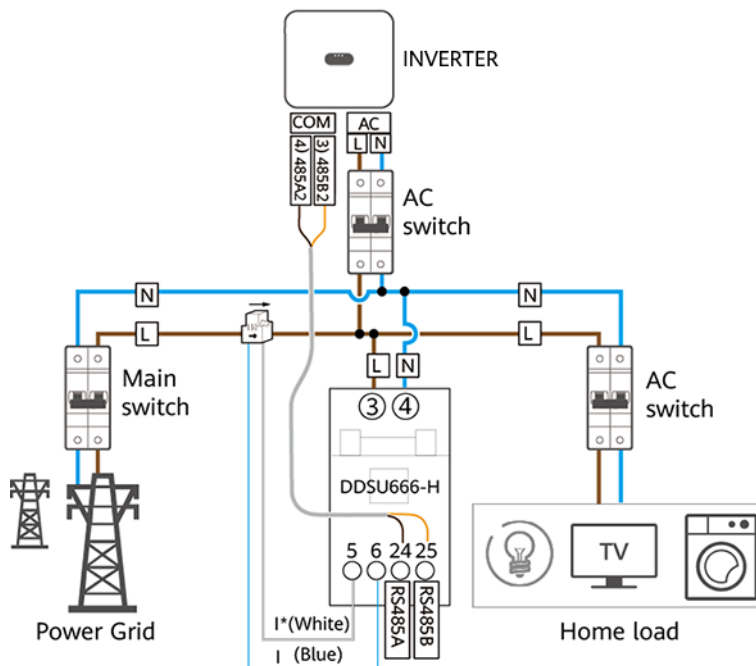 INVERTER
COM
AC
L
N
4) 485A2
3) 485B2
AC
switch
N
N
L
L
L
N
Main
switch
AC
switch
③
④
DDSU666-H
5
6
24
25
TV
RS485A
RS485B
I*(White)
I (Blue)
Power Grid
Home load